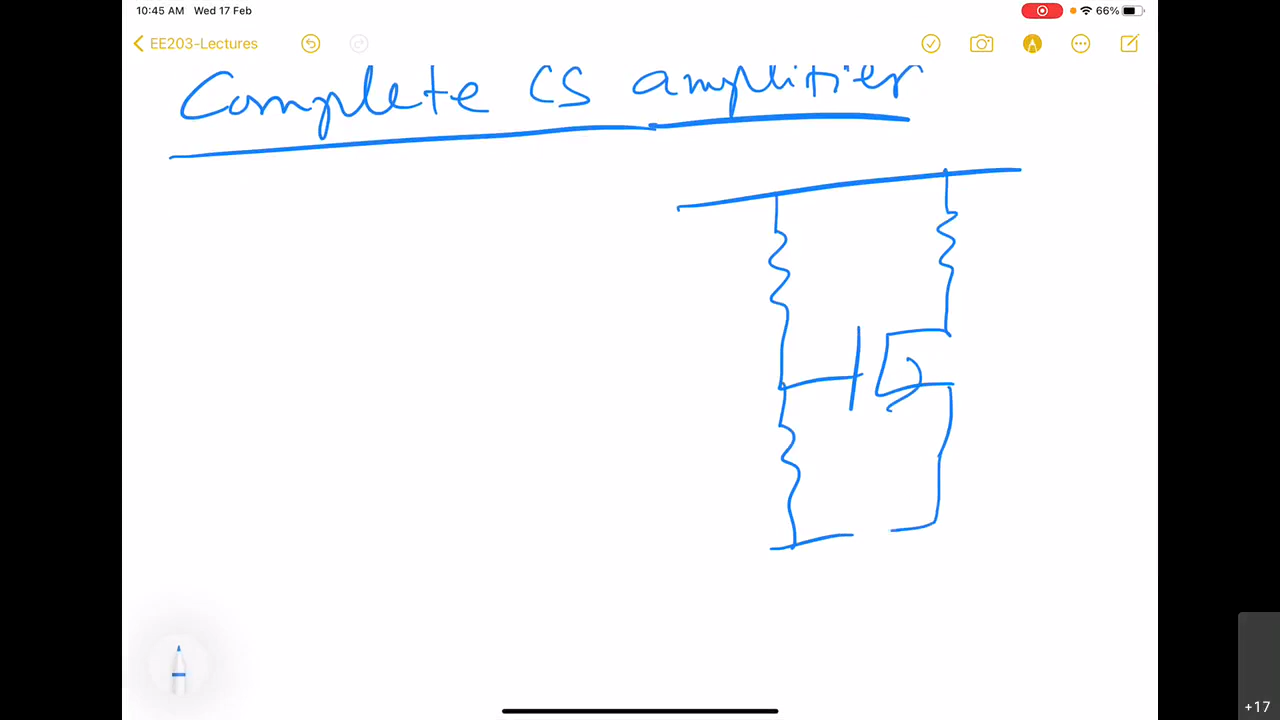 10:45 AM Wed 17 Feb
66%
EE203-Lectures
Complete CS amplifier
+17